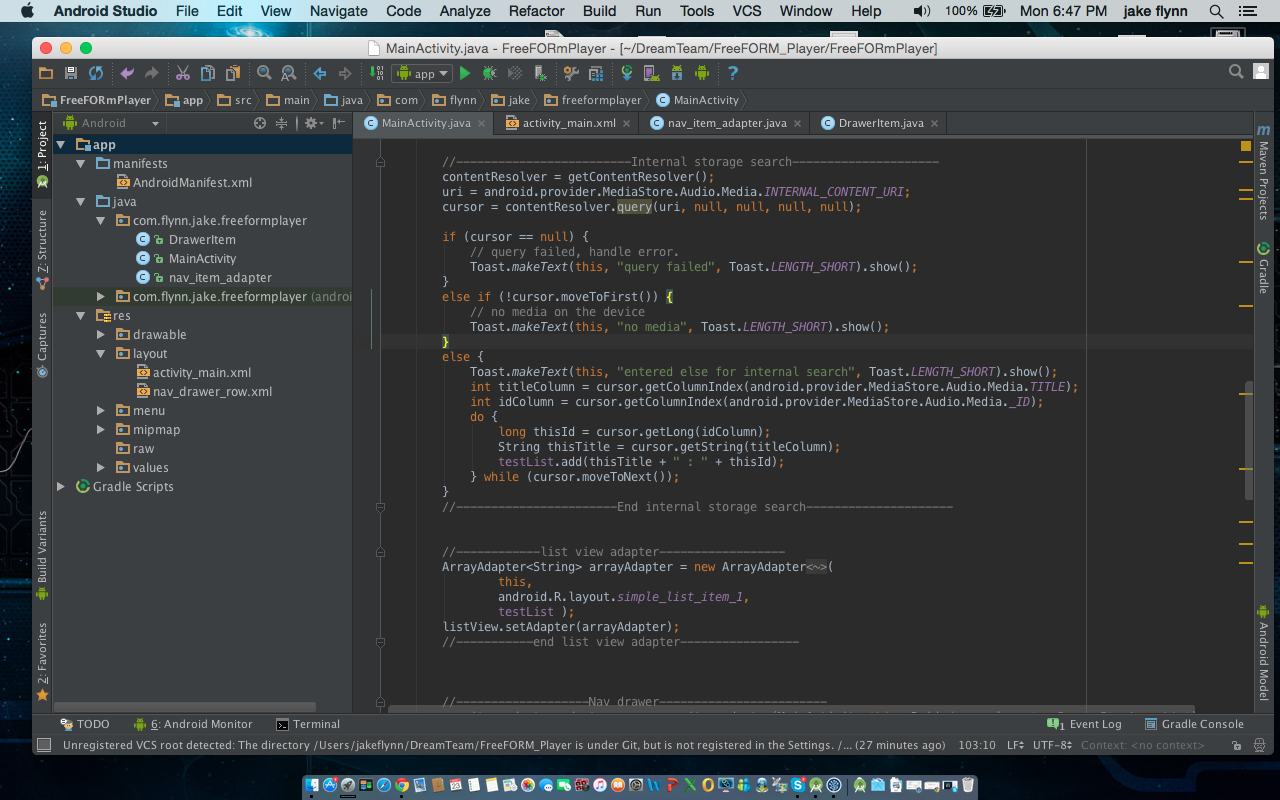 Android Studio File Edit View Navigate Code Analyze Refactor Build Run Tools VCS Window Help 100% Mon 6:47 PM jake flynn
MainActivity.java - FreeFORmPlayer - [~/DreamTeam/FreeFORM_Player/FreeFORmPlayer]
app
FreeFORmPlayer app src main java com flynn jake freeformplayer MainActivity
Android
MainActivity.java activity_main.xml nav_item_adapter.java DrawerItem.java
1: Project
Z: Structure
Captures
Build Variants
2: Favorites
app
manifests
AndroidManifest.xml
java
com.flynn.jake.freeformplayer
DrawerItem
MainActivity
nav_item_adapter
com.flynn.jake.freeformplayer (androi
res
drawable
layout
activity_main.xml
nav_drawer_row.xml
menu
mipmap
raw
values
Gradle Scripts
//-------------------------Internal storage search---------------------
contentResolver = getContentResolver();
uri = android.provider.MediaStore.Audio.Media.INTERNAL_CONTENT_URI;
cursor = contentResolver.query(uri, null, null, null, null);
if (cursor == null) {
// query failed, handle error.
Toast.makeText(this, "query failed", Toast.LENGTH_SHORT).show();
}
else if (!cursor.moveToFirst()) {
// no media on the device
Toast.makeText(this, "no media", Toast.LENGTH_SHORT).show();
}
else {
Toast.makeText(this, "entered else for internal search", Toast.LENGTH_SHORT).show();
int titleColumn = cursor.getColumnIndex(android.provider.MediaStore.Audio.Media.TITLE);
int idColumn = cursor.getColumnIndex(android.provider.MediaStore.Audio.Media._ID);
do {
long thisId = cursor.getLong(idColumn);
String thisTitle = cursor.getString(titleColumn);
testList.add(thisTitle + " : " + thisId);
} while (cursor.moveToNext());
}
//-----------------------End internal storage search---------------------
//------------list view adapter------------------
ArrayAdapter<String> arrayAdapter = new ArrayAdapter<~>(
this,
android.R.layout.simple_list_item_1,
testList );
listView.setAdapter(arrayAdapter);
//-----------end list view adapter-----------------
//-------------------Nav drawer------------------------
m
Maven Projects
Gradle
Android Model
TODO 6: Android Monitor Terminal 1 Event Log Gradle Console
Unregistered VCS root detected: The directory /Users/jakeflynn/DreamTeam/FreeFORM_Player is under Git, but is not registered in the Settings. /... (27 minutes ago) 103:10 LF UTF-8 Context: <no context>